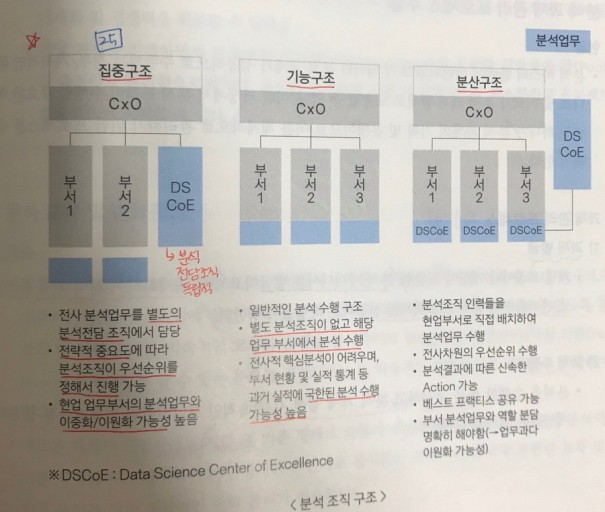 25
분석업무
집중구조
CxO
부서1
부서2
DS
CoE
↳ 분석
전담조직
독립적
기능구조
CxO
부서1
부서2
부서3
분산구조
CxO
부서1
부서2
부서3
DSCoE
DSCoE
DSCoE
DS
CoE
• 전사 분석업무를 별도의
분석전담 조직에서 담당
• 전략적 중요도에 따라
분석조직이 우선순위를
정해서 진행 가능
• 현업 업무부서의 분석업무와
이중화/이원화 가능성 높음
• 일반적인 분석 수행 구조
• 별도 분석조직이 없고 해당
업무 부서에서 분석 수행
• 전사적 핵심분석이 어려우며,
부서 현황 및 실적 통계 등
과거 실적에 국한된 분석 수행
가능성 높음
• 분석조직 인력들을
현업부서로 직접 배치하여
분석업무 수행
• 전사차원의 우선순위 수행
• 분석결과에 따른 신속한
Action 가능
• 베스트 프랙티스 공유 가능
• 부서 분석업무와 역할 분담
명확히 해야함(→업무과다
이원화 가능성)
※ DSCoE : Data Science Center of Excellence
< 분석 조직 구조 >